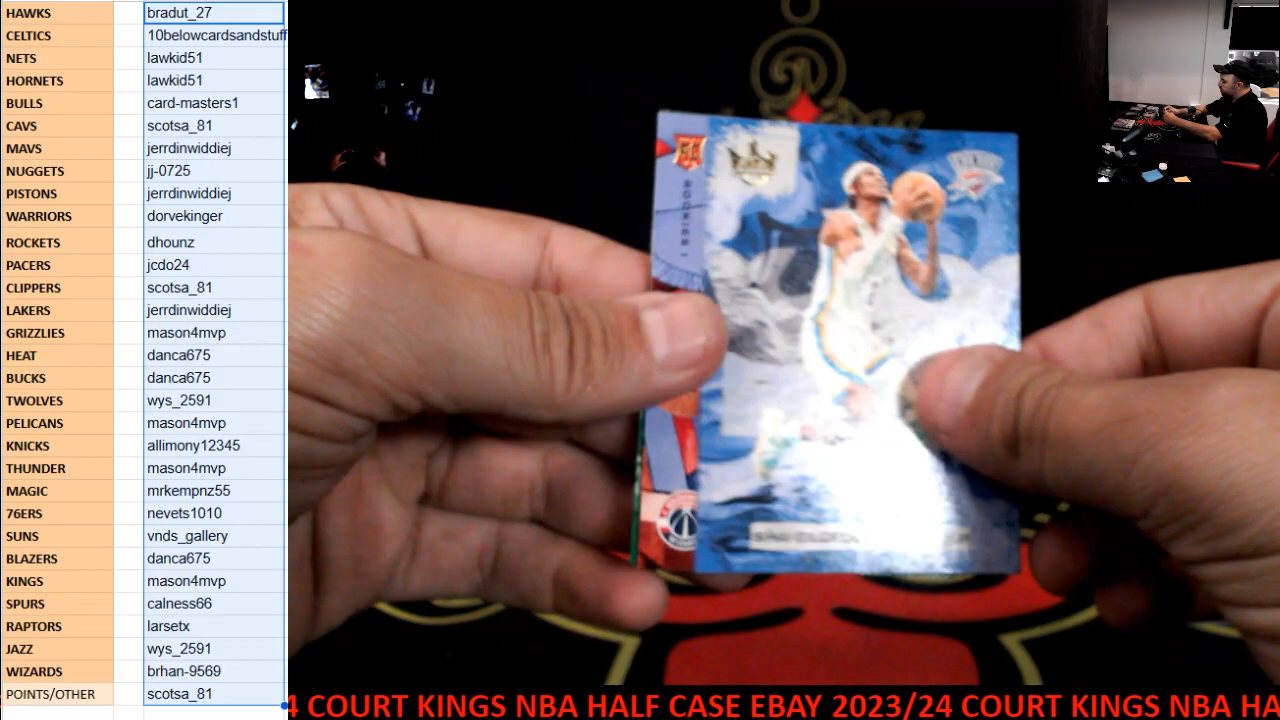 HAWKS bradut_27
CELTICS 10belowcardsandstuff
NETS lawkid51
HORNETS lawkid51
BULLS card-masters1
CAVS scotsa_81
MAVS jerrdinwiddiej
NUGGETS jj-0725
PISTONS jerrdinwiddiej
WARRIORS dorvekinger
ROCKETS dhounz
PACERS jcdo24
CLIPPERS scotsa_81
LAKERS jerrdinwiddiej
GRIZZLIES mason4mvp
HEAT danca675
BUCKS danca675
TWOLVES wys_2591
PELICANS mason4mvp
KNICKS allimony12345
THUNDER mason4mvp
MAGIC mrkempnz55
76ERS nevets1010
SUNS vnds_gallery
BLAZERS danca675
KINGS mason4mvp
SPURS calness66
RAPTORS larsetx
JAZZ wys_2591
WIZARDS brhan-9569
POINTS/OTHER scotsa_81
4 COURT KINGS NBA HALF CASE EBAY 2023/24 COURT KINGS NBA HA